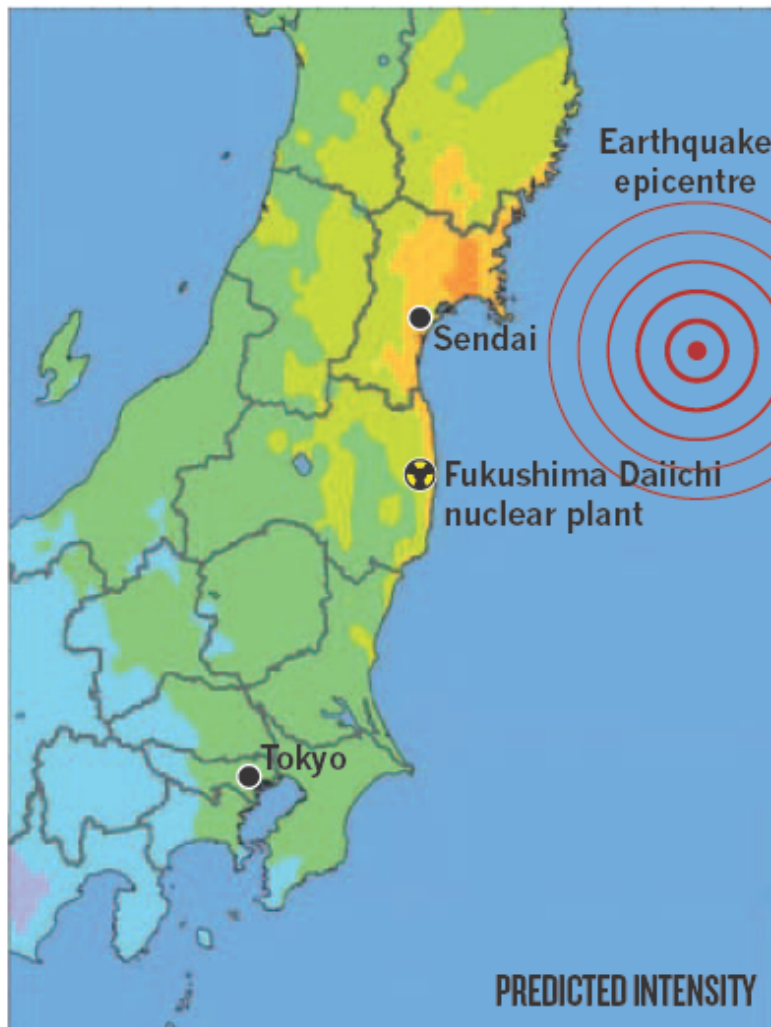 Earthquake
epicentre
Sendai
Fukushima Daiichi
nuclear plant
Tokyo
PREDICTED INTENSITY